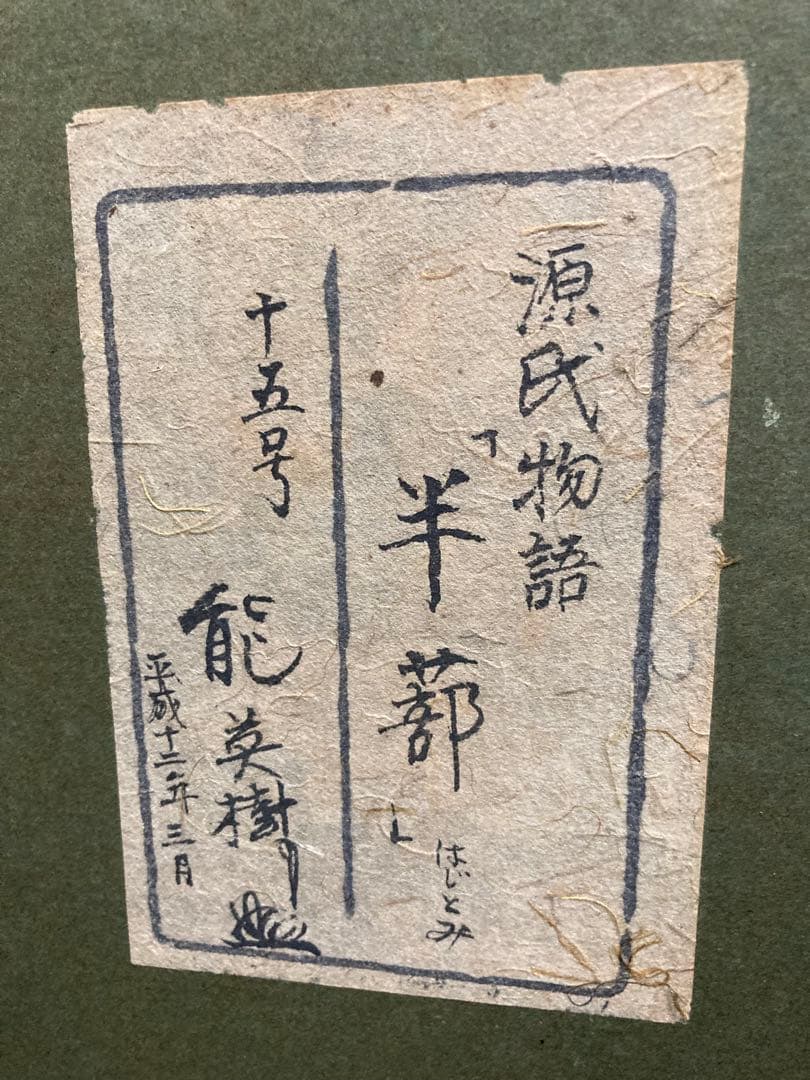 源氏物語
「半蔀」
はじとみ
十五号
能英樹
平成十二年三月